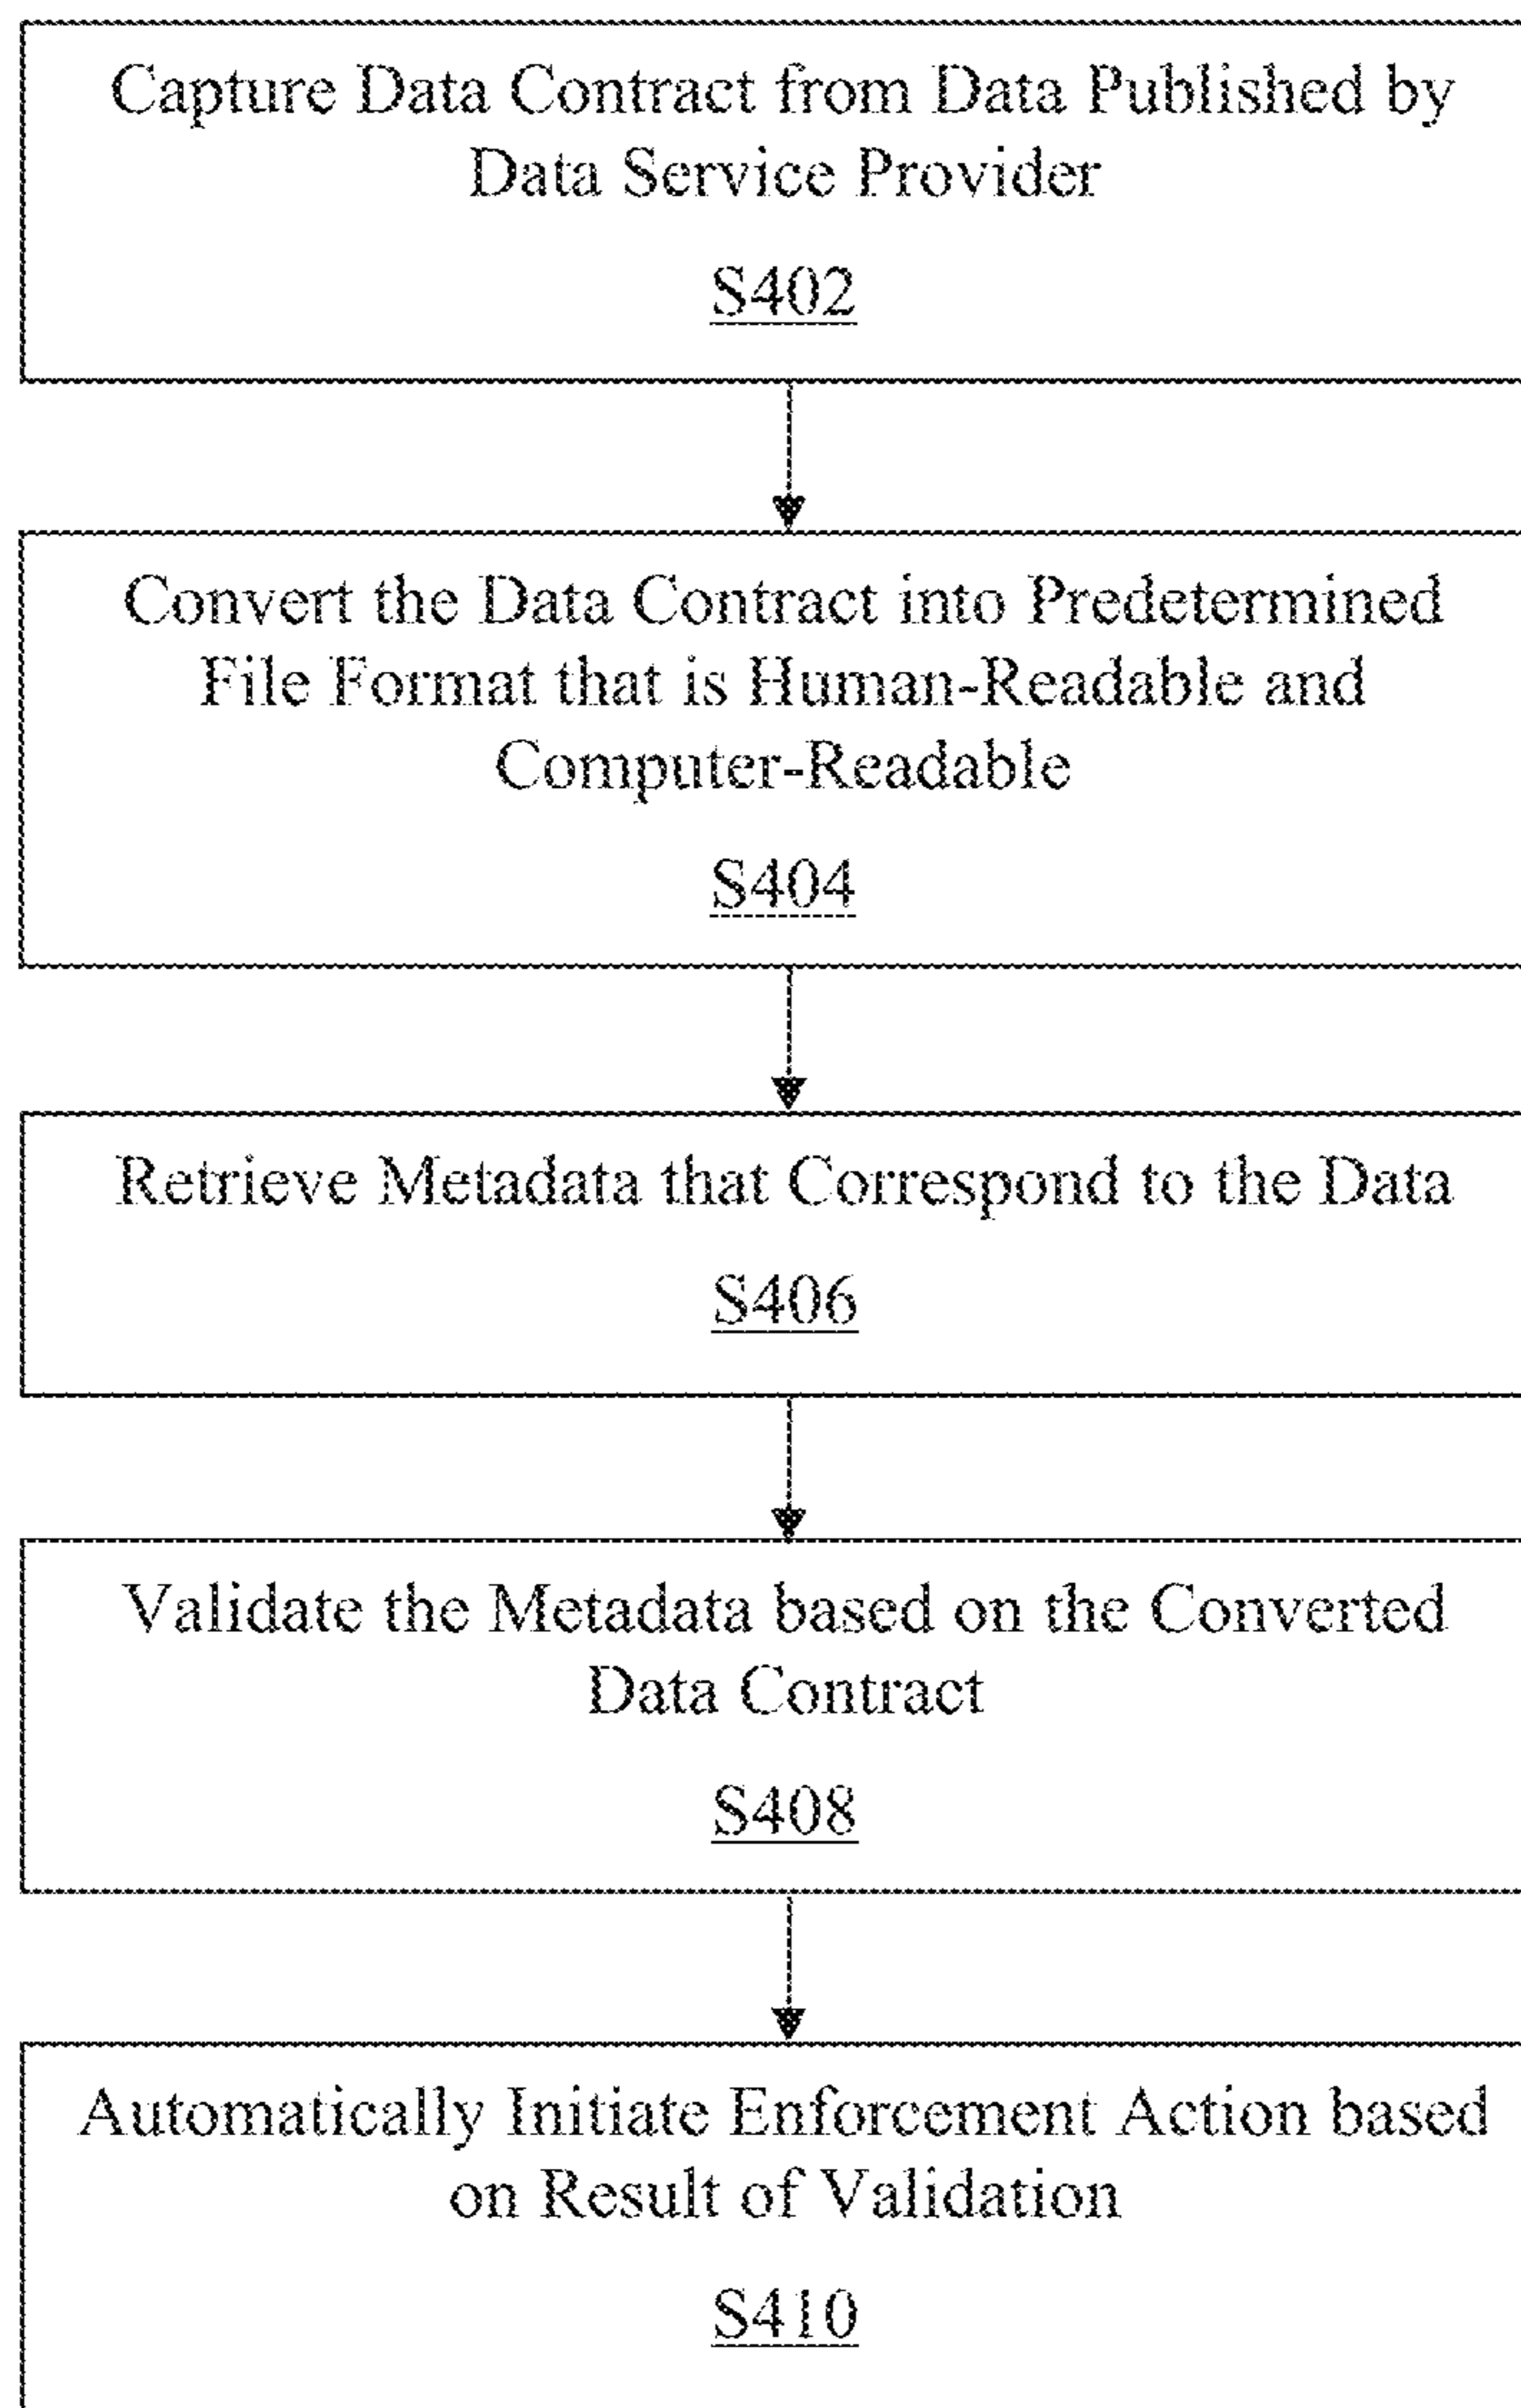 Capture Data Contract from Data Published by
Data Service Provider
S402
Convert the Data Contract into Predetermined
File Format that is Human-Readable and
Computer-Readable
S404
Retrieve Metadata that Correspond to the Data
S406
Validate the Metadata based on the Converted
Data Contract
S408
Automatically Initiate Enforcement Action based
on Result of Validation
S410